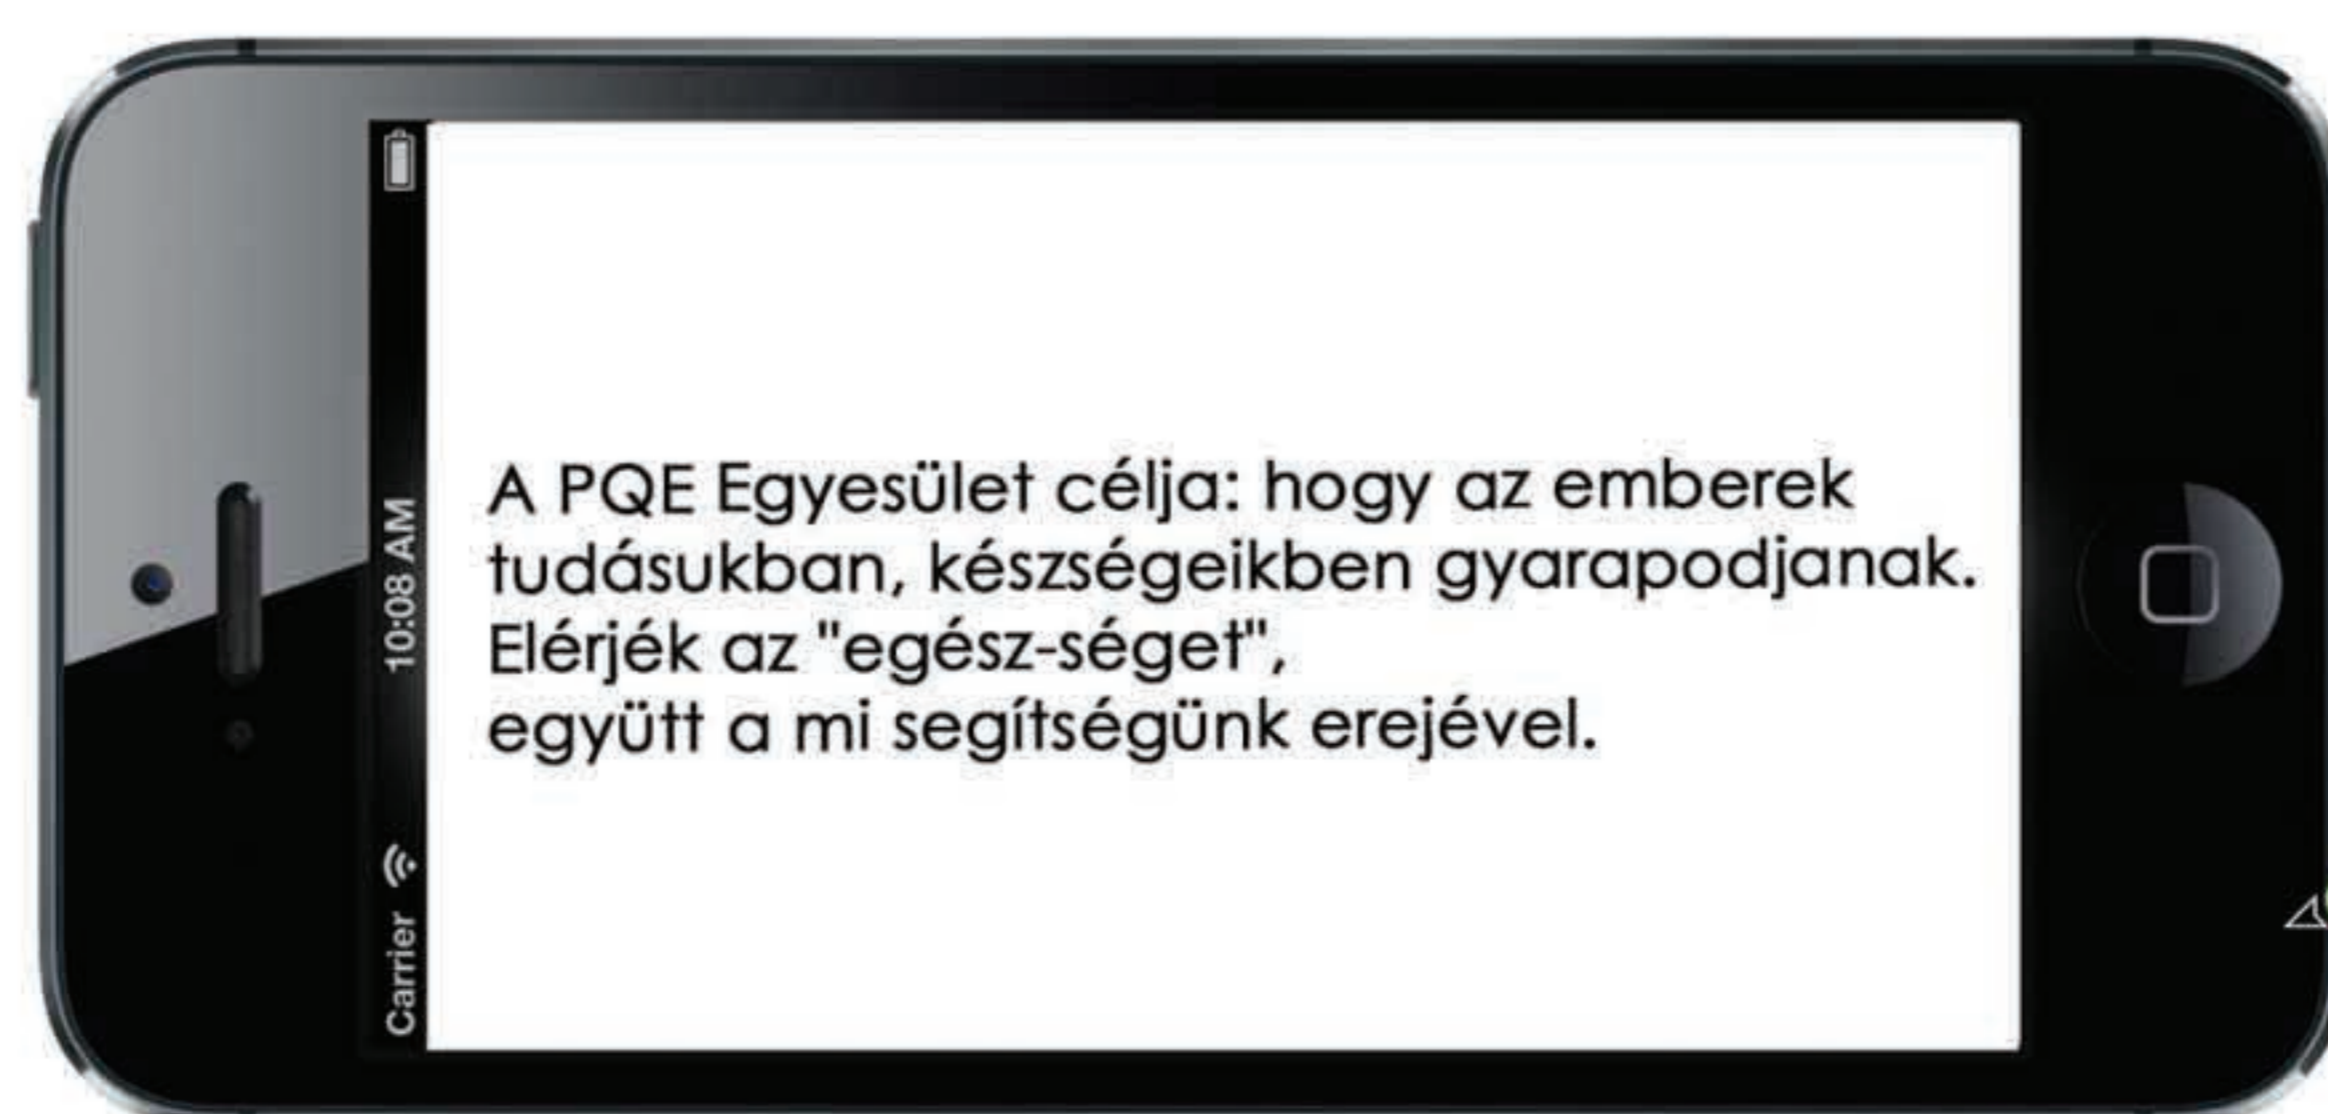 Carrier
10:08 AM
A PQE Egyesület célja: hogy az emberek
tudásukban, készségeikben gyarapodjanak.
Elérjék az "egész-séget",
együtt a mi segítségünk erejével.